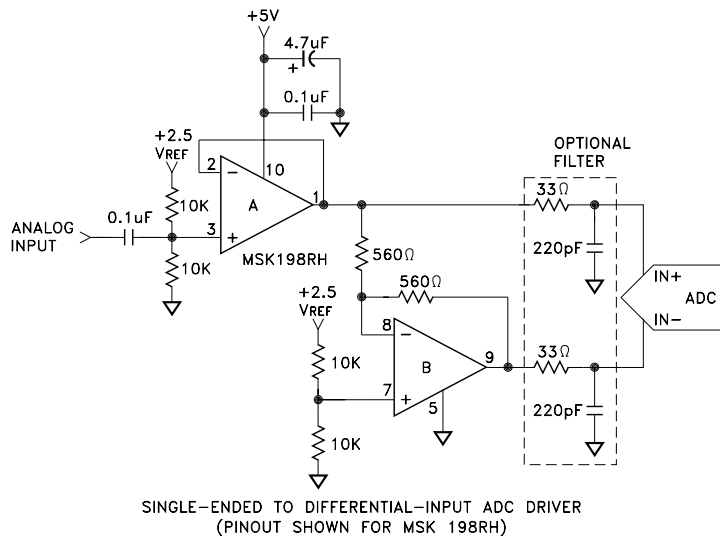 +5V
4.7uF
+
0.1uF
+2.5
VREF
10
2
−
1
A
10K
0.1uF
3
+
ANALOG
INPUT
MSK198RH
10K
OPTIONAL
FILTER
33Ω
220pF
560Ω
560Ω
IN+
ADC
IN−
+2.5
VREF
8
−
9
B
33Ω
10K
7
+
5
220pF
10K
SINGLE-ENDED TO DIFFERENTIAL-INPUT ADC DRIVER
(PINOUT SHOWN FOR MSK 198RH)